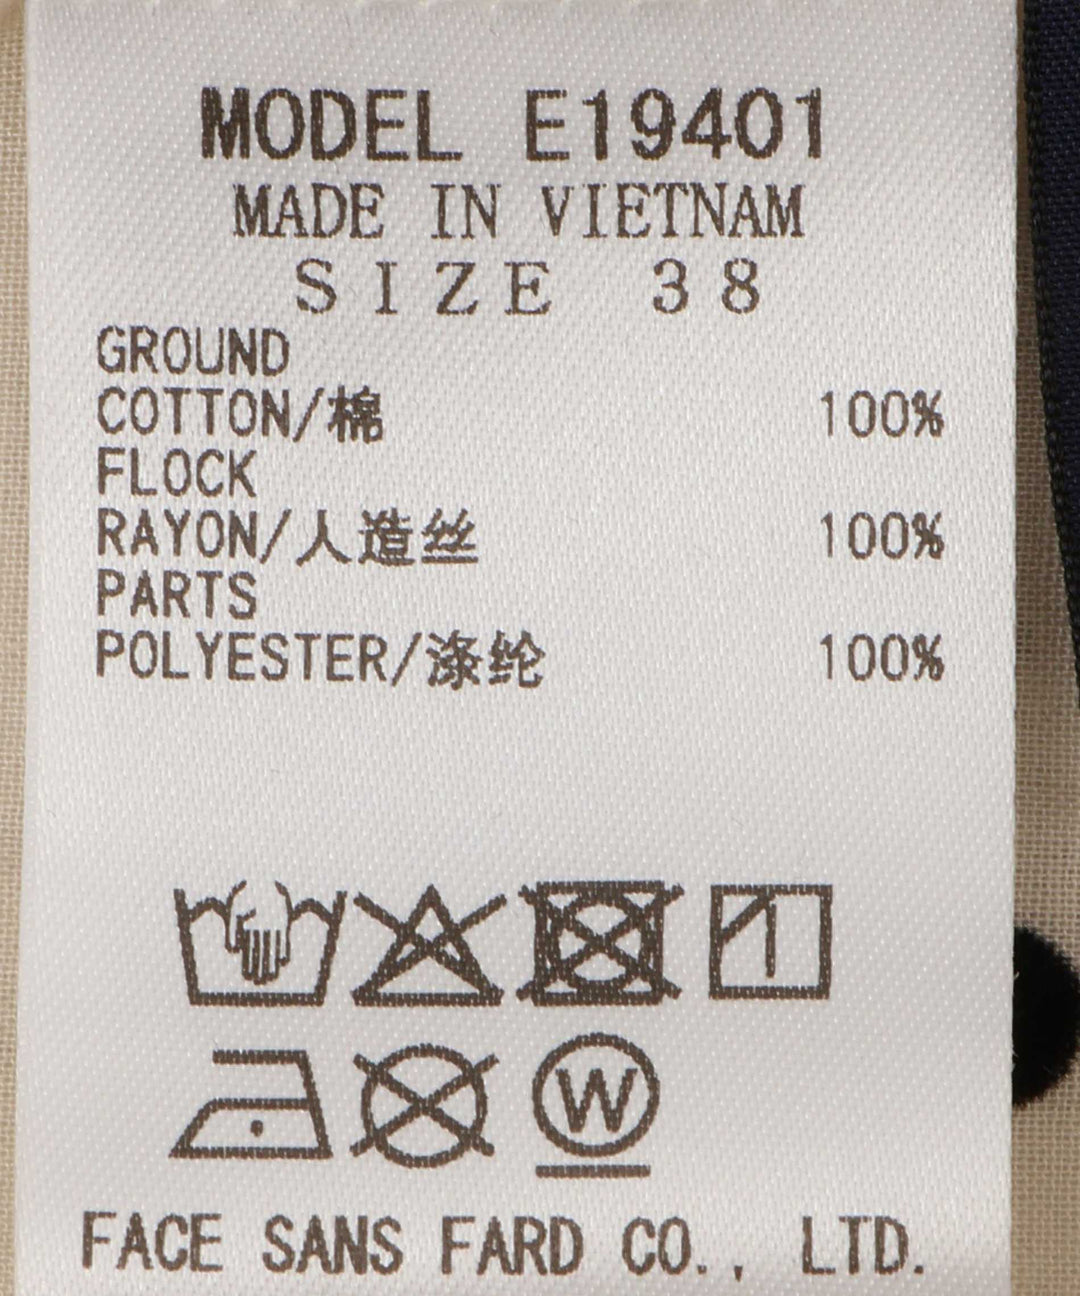 MODEL E19401
MADE IN VIETNAM
SIZE 38
GROUND
COTTON/棉 100%
FLOCK
RAYON/人造丝 100%
PARTS
POLYESTER/涤纶 100%
W
FACE SANS FARD CO., LTD.